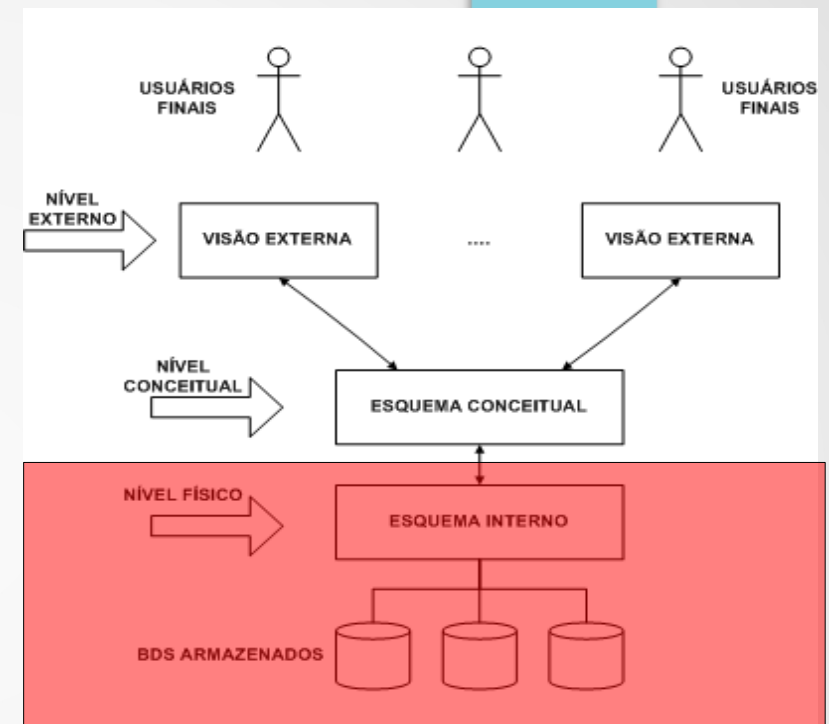 USUÁRIOS
FINAIS
USUÁRIOS
FINAIS
NÍVEL
EXTERNO
VISÃO EXTERNA
....
VISÃO EXTERNA
NÍVEL
CONCEITUAL
ESQUEMA CONCEITUAL
NÍVEL FÍSICO
ESQUEMA INTERNO
BDS ARMAZENADOS